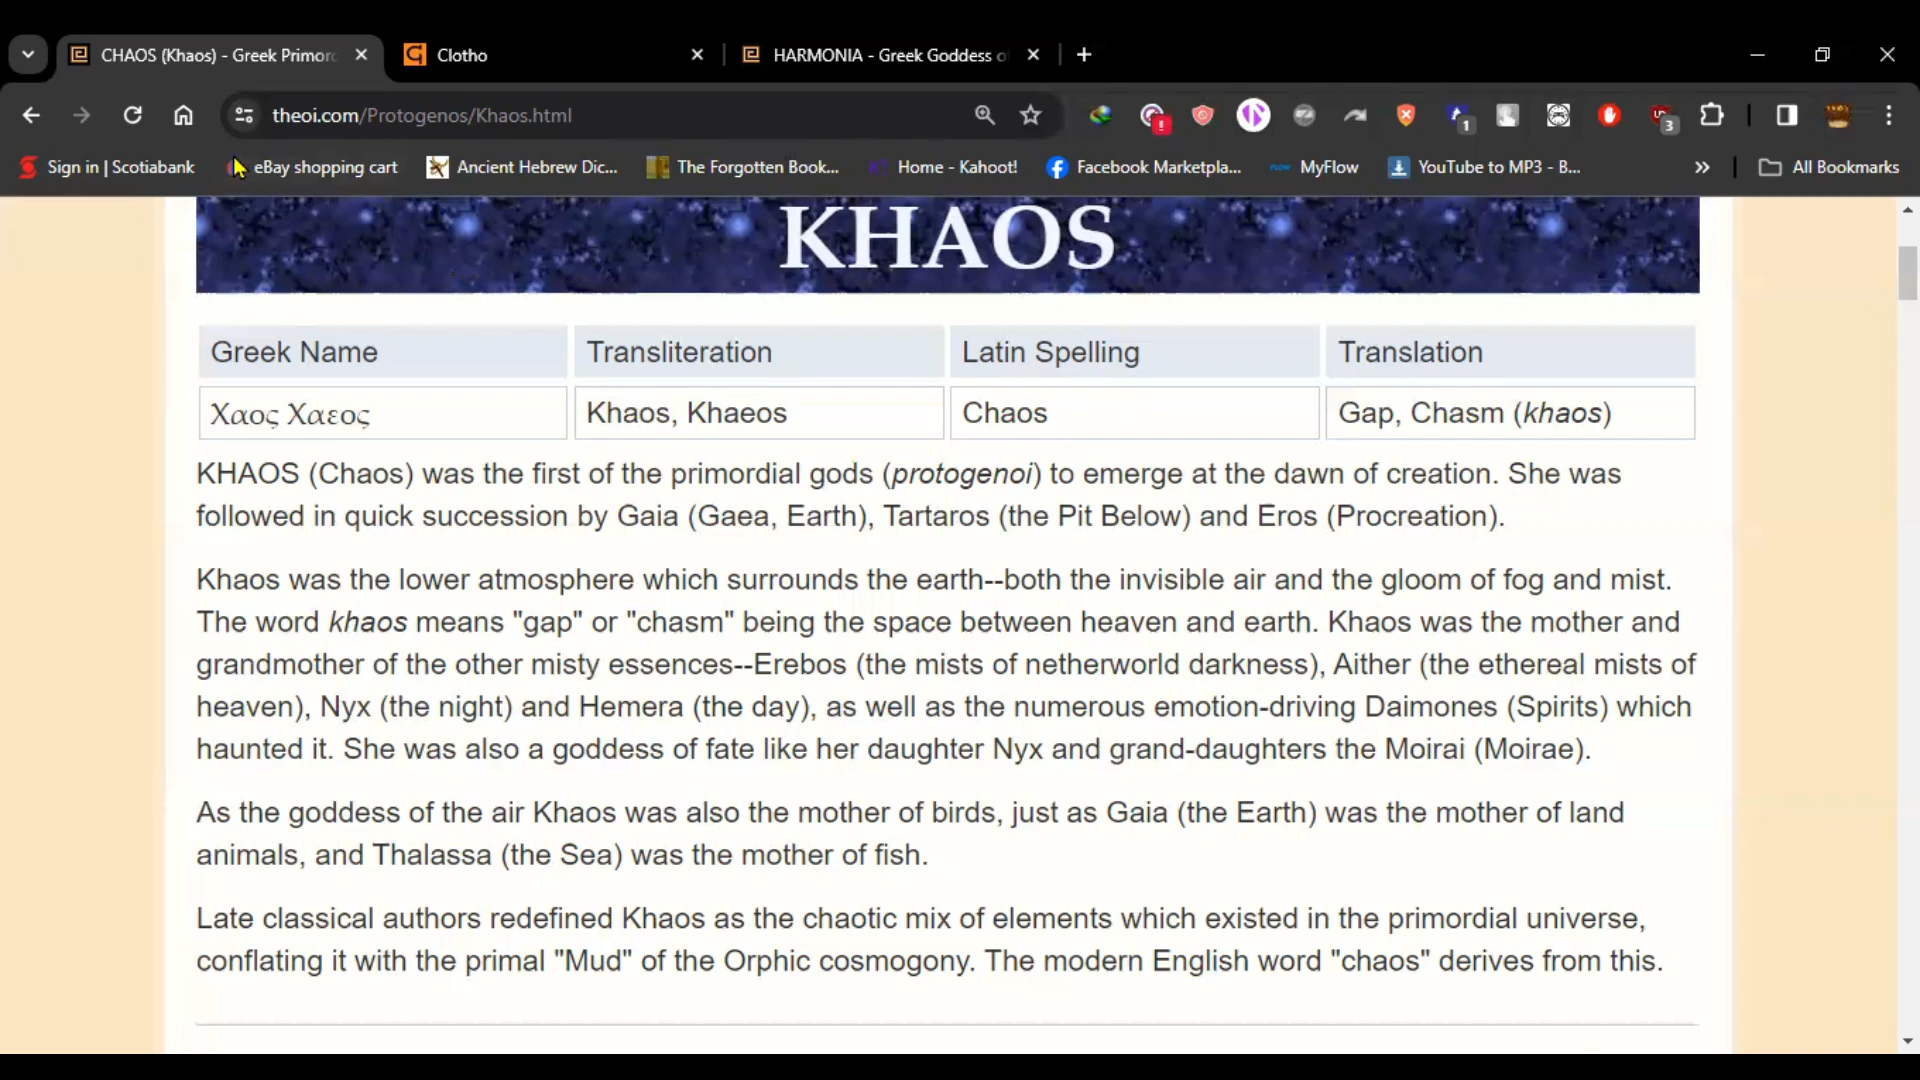 CHAOS (Khaos) - Greek Primord
Clotho
HARMONIA - Greek Goddess o
theoi.com/Protogenos/Khaos.html
1
3
Sign in | Scotiabank
eBay shopping cart
Ancient Hebrew Dic...
The Forgotten Book...
Home - Kahoot!
Facebook Marketpla...
MyFlow
YouTube to MP3 - B...
All Bookmarks
KHAOS
Greek Name Transliteration Latin Spelling Translation
Χαος Χαεος Khaos, Khaeos Chaos Gap, Chasm (khaos)
KHAOS (Chaos) was the first of the primordial gods (protogenoi) to emerge at the dawn of creation. She was
followed in quick succession by Gaia (Gaea, Earth), Tartaros (the Pit Below) and Eros (Procreation).
Khaos was the lower atmosphere which surrounds the earth--both the invisible air and the gloom of fog and mist.
The word khaos means "gap" or "chasm" being the space between heaven and earth. Khaos was the mother and
grandmother of the other misty essences--Erebos (the mists of netherworld darkness), Aither (the ethereal mists of
heaven), Nyx (the night) and Hemera (the day), as well as the numerous emotion-driving Daimones (Spirits) which
haunted it. She was also a goddess of fate like her daughter Nyx and grand-daughters the Moirai (Moirae).
As the goddess of the air Khaos was also the mother of birds, just as Gaia (the Earth) was the mother of land
animals, and Thalassa (the Sea) was the mother of fish.
Late classical authors redefined Khaos as the chaotic mix of elements which existed in the primordial universe,
conflating it with the primal "Mud" of the Orphic cosmogony. The modern English word "chaos" derives from this.